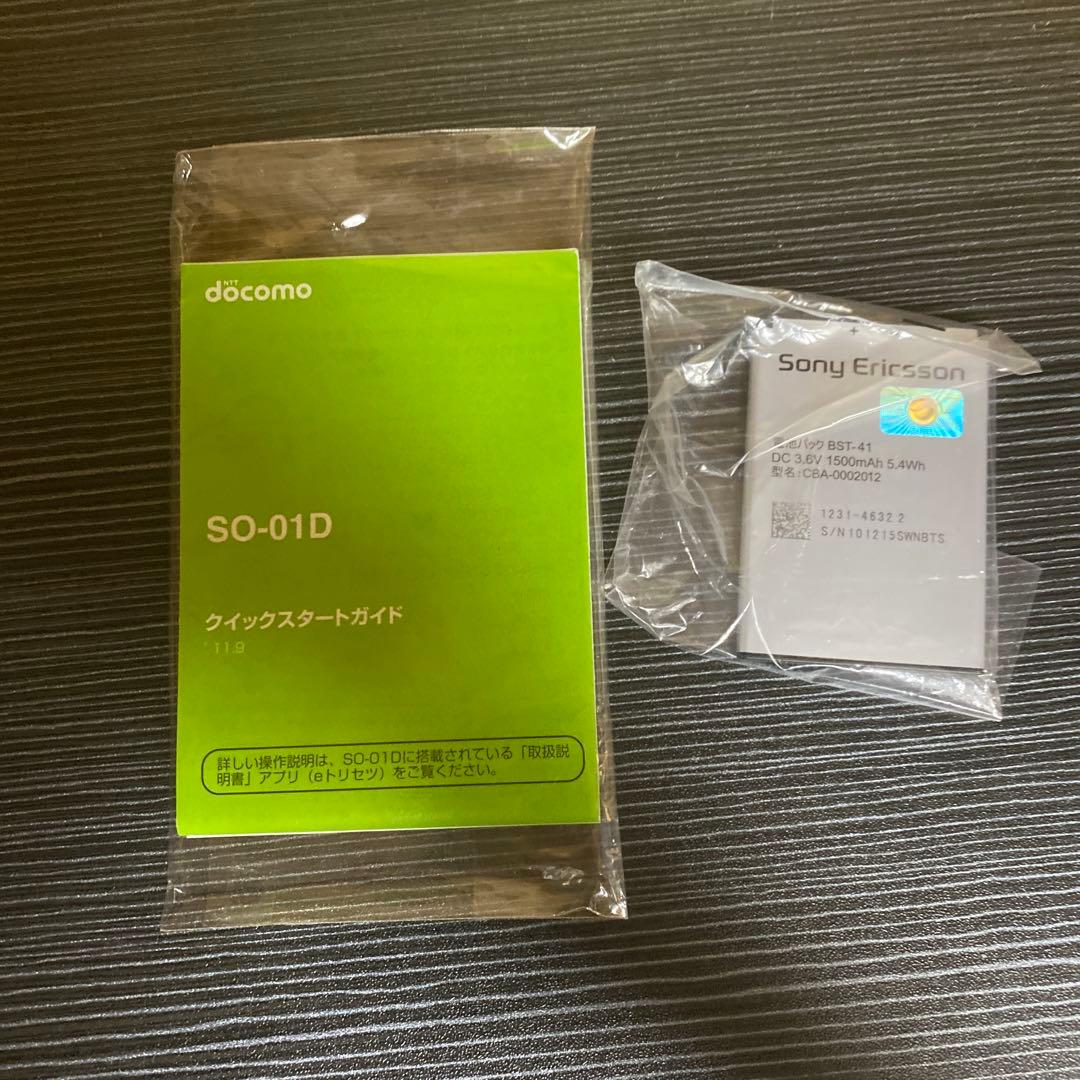 NTT
döcomo
SO-01D
クイックスタートガイド
'11.9
詳しい操作説明は、SO-01Dに搭載されている「取扱説
明書」アプリ（eトリセツ）をご覧ください。
+
Sony Ericsson
電池パック BST-41
DC 3.6V 1500mAh 5.4Wh
型名:CBA-0002012
1231-4632 2
S/N101215SWNBTS